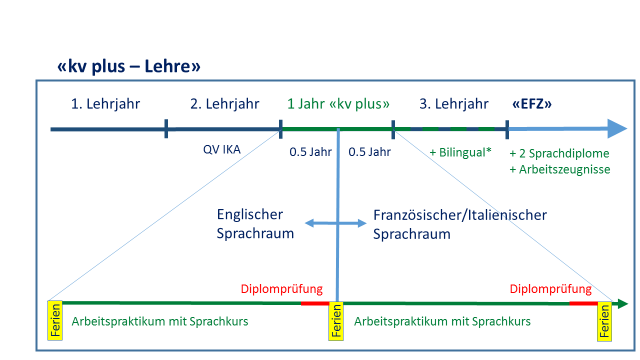 «kv plus – Lehre»
1. Lehrjahr
2. Lehrjahr
1 Jahr «kv plus»
3. Lehrjahr
«EFZ»
QV IKA
0.5 Jahr
0.5 Jahr
+ Bilingual*
+ 2 Sprachdiplome
+ Arbeitszeugnisse
Englischer
Sprachraum
Französischer/Italienischer
Sprachraum
Diplomprüfung
Diplomprüfung
Ferien
Arbeitspraktikum mit Sprachkurs
Ferien
Arbeitspraktikum mit Sprachkurs
Ferien